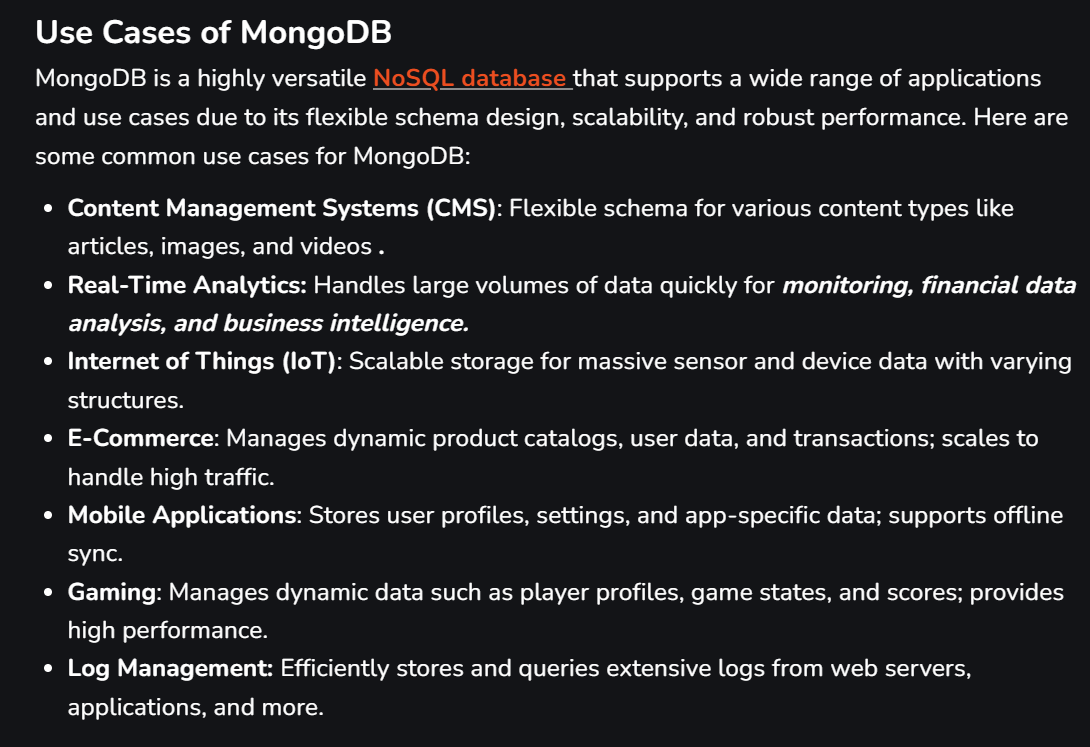 Use Cases of MongoDB
MongoDB is a highly versatile NoSQL database that supports a wide range of applications
and use cases due to its flexible schema design, scalability, and robust performance. Here are
some common use cases for MongoDB:
• Content Management Systems (CMS): Flexible schema for various content types like
articles, images, and videos .
• Real-Time Analytics: Handles large volumes of data quickly for monitoring, financial data
analysis, and business intelligence.
• Internet of Things (IoT): Scalable storage for massive sensor and device data with varying
structures.
• E-Commerce: Manages dynamic product catalogs, user data, and transactions; scales to
handle high traffic.
• Mobile Applications: Stores user profiles, settings, and app-specific data; supports offline
sync.
• Gaming: Manages dynamic data such as player profiles, game states, and scores; provides
high performance.
• Log Management: Efficiently stores and queries extensive logs from web servers,
applications, and more.